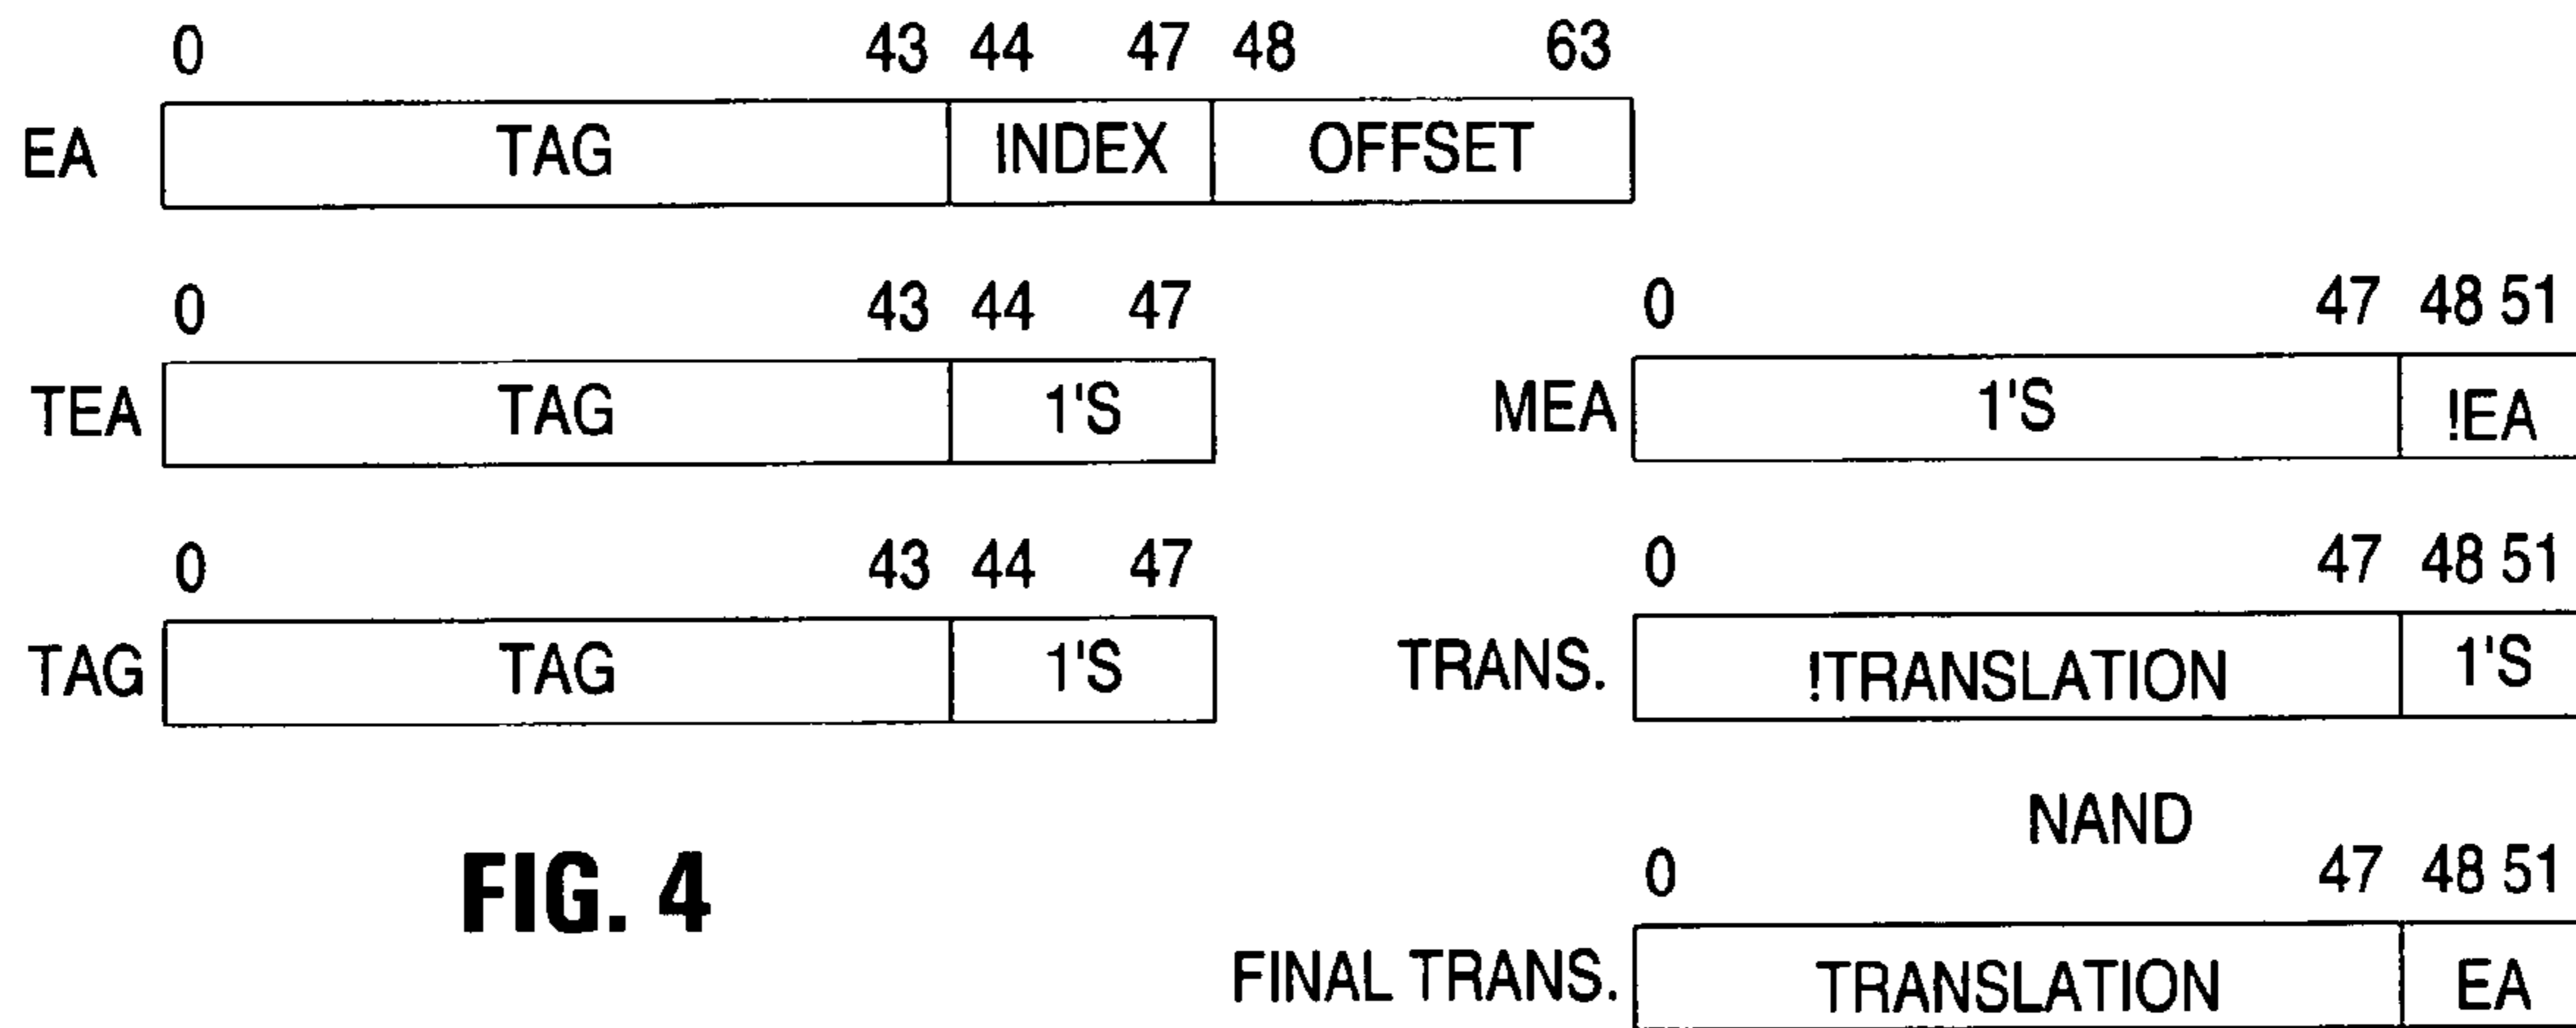 0 43 44 47 48 63
EA TAG INDEX OFFSET
0 43 44 47
TEA TAG 1'S
0 47 48 51
MEA 1'S !EA
0 43 44 47
TAG TAG 1'S
0 47 48 51
TRANS. !TRANSLATION 1'S
NAND
0 47 48 51
FINAL TRANS. TRANSLATION EA
FIG. 4